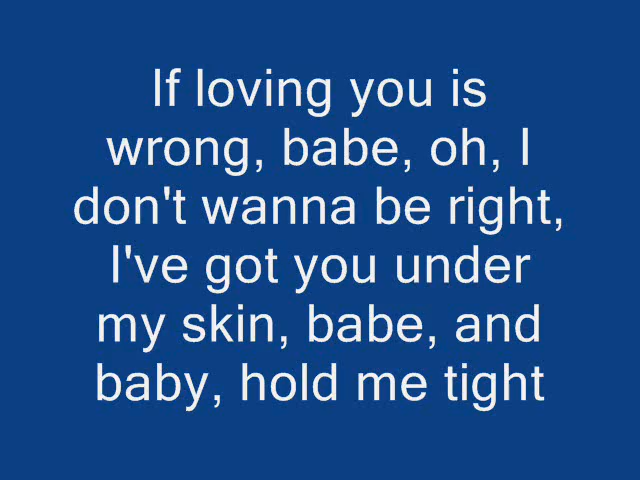 If loving you is
wrong, babe, oh, I
don't wanna be right,
I've got you under
my skin, babe, and
baby, hold me tight